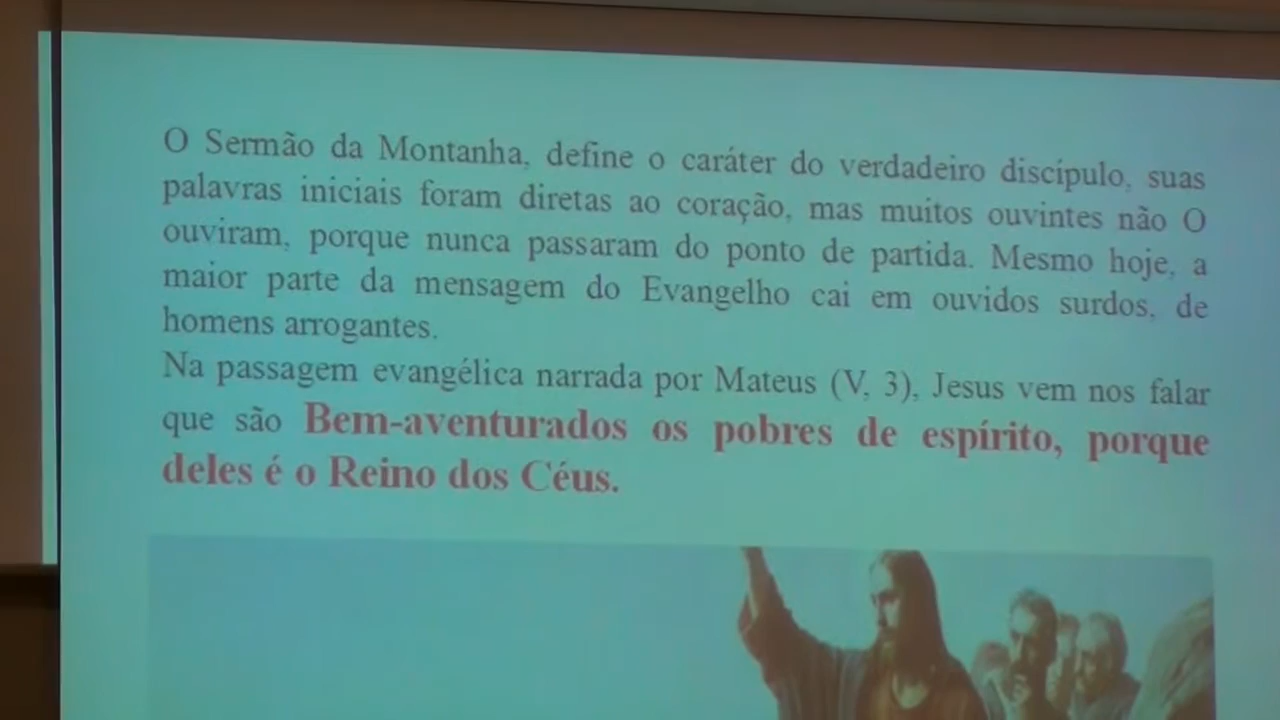 O Sermão da Montanha, define o caráter do verdadeiro discípulo, suas
palavras iniciais foram diretas ao coração, mas muitos ouvintes não O
ouviram, porque nunca passaram do ponto de partida. Mesmo hoje, a
maior parte da mensagem do Evangelho cai em ouvidos surdos, de
homens arrogantes.
Na passagem evangélica narrada por Mateus (V, 3), Jesus vem nos falar
que são Bem-aventurados os pobres de espírito, porque
deles é o Reino dos Céus.